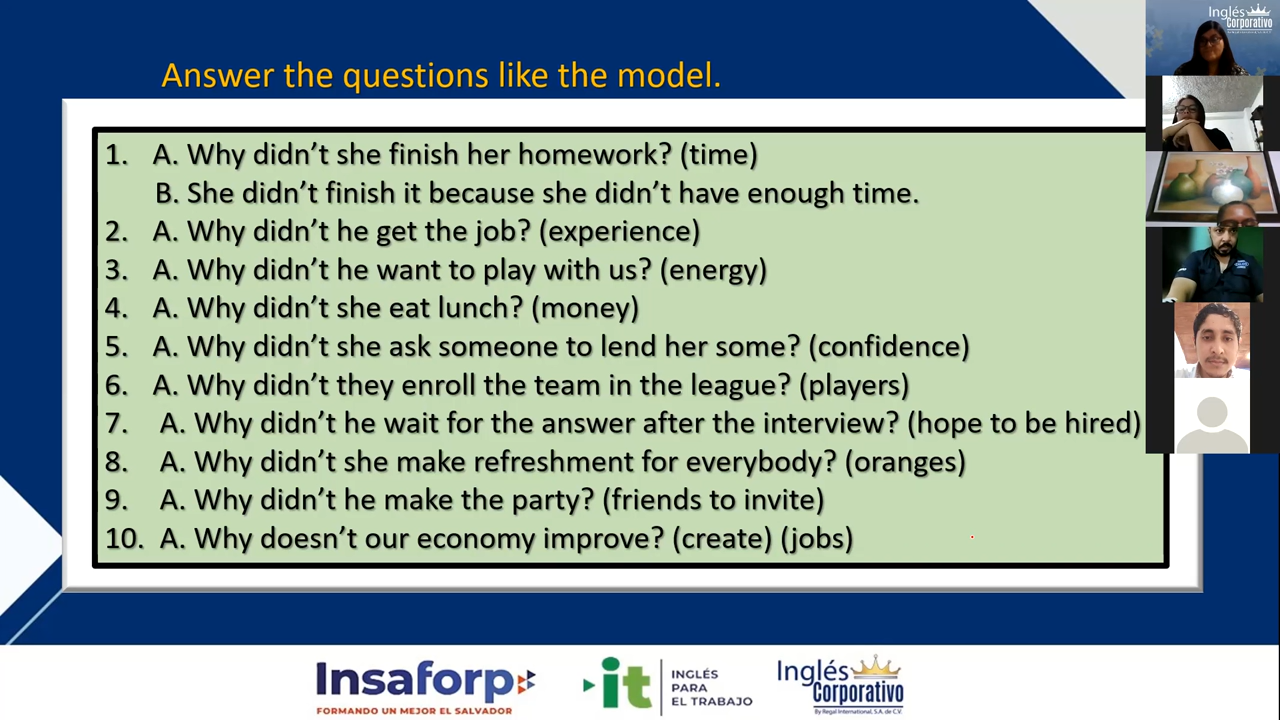 Answer the questions like the model.
1. A. Why didn’t she finish her homework? (time)
B. She didn’t finish it because she didn’t have enough time.
2. A. Why didn’t he get the job? (experience)
3. A. Why didn’t he want to play with us? (energy)
4. A. Why didn’t she eat lunch? (money)
5. A. Why didn’t she ask someone to lend her some? (confidence)
6. A. Why didn’t they enroll the team in the league? (players)
7. A. Why didn’t he wait for the answer after the interview? (hope to be hired)
8. A. Why didn’t she make refreshment for everybody? (oranges)
9. A. Why didn’t he make the party? (friends to invite)
10. A. Why doesn’t our economy improve? (create) (jobs)
Insaforp
FORMANDO UN MEJOR EL SALVADOR
it
INGLÉS
PARA
EL TRABAJO
Inglés
Corporativo
By Regal International, S.A. de C.V.
Inglés
Corporativo